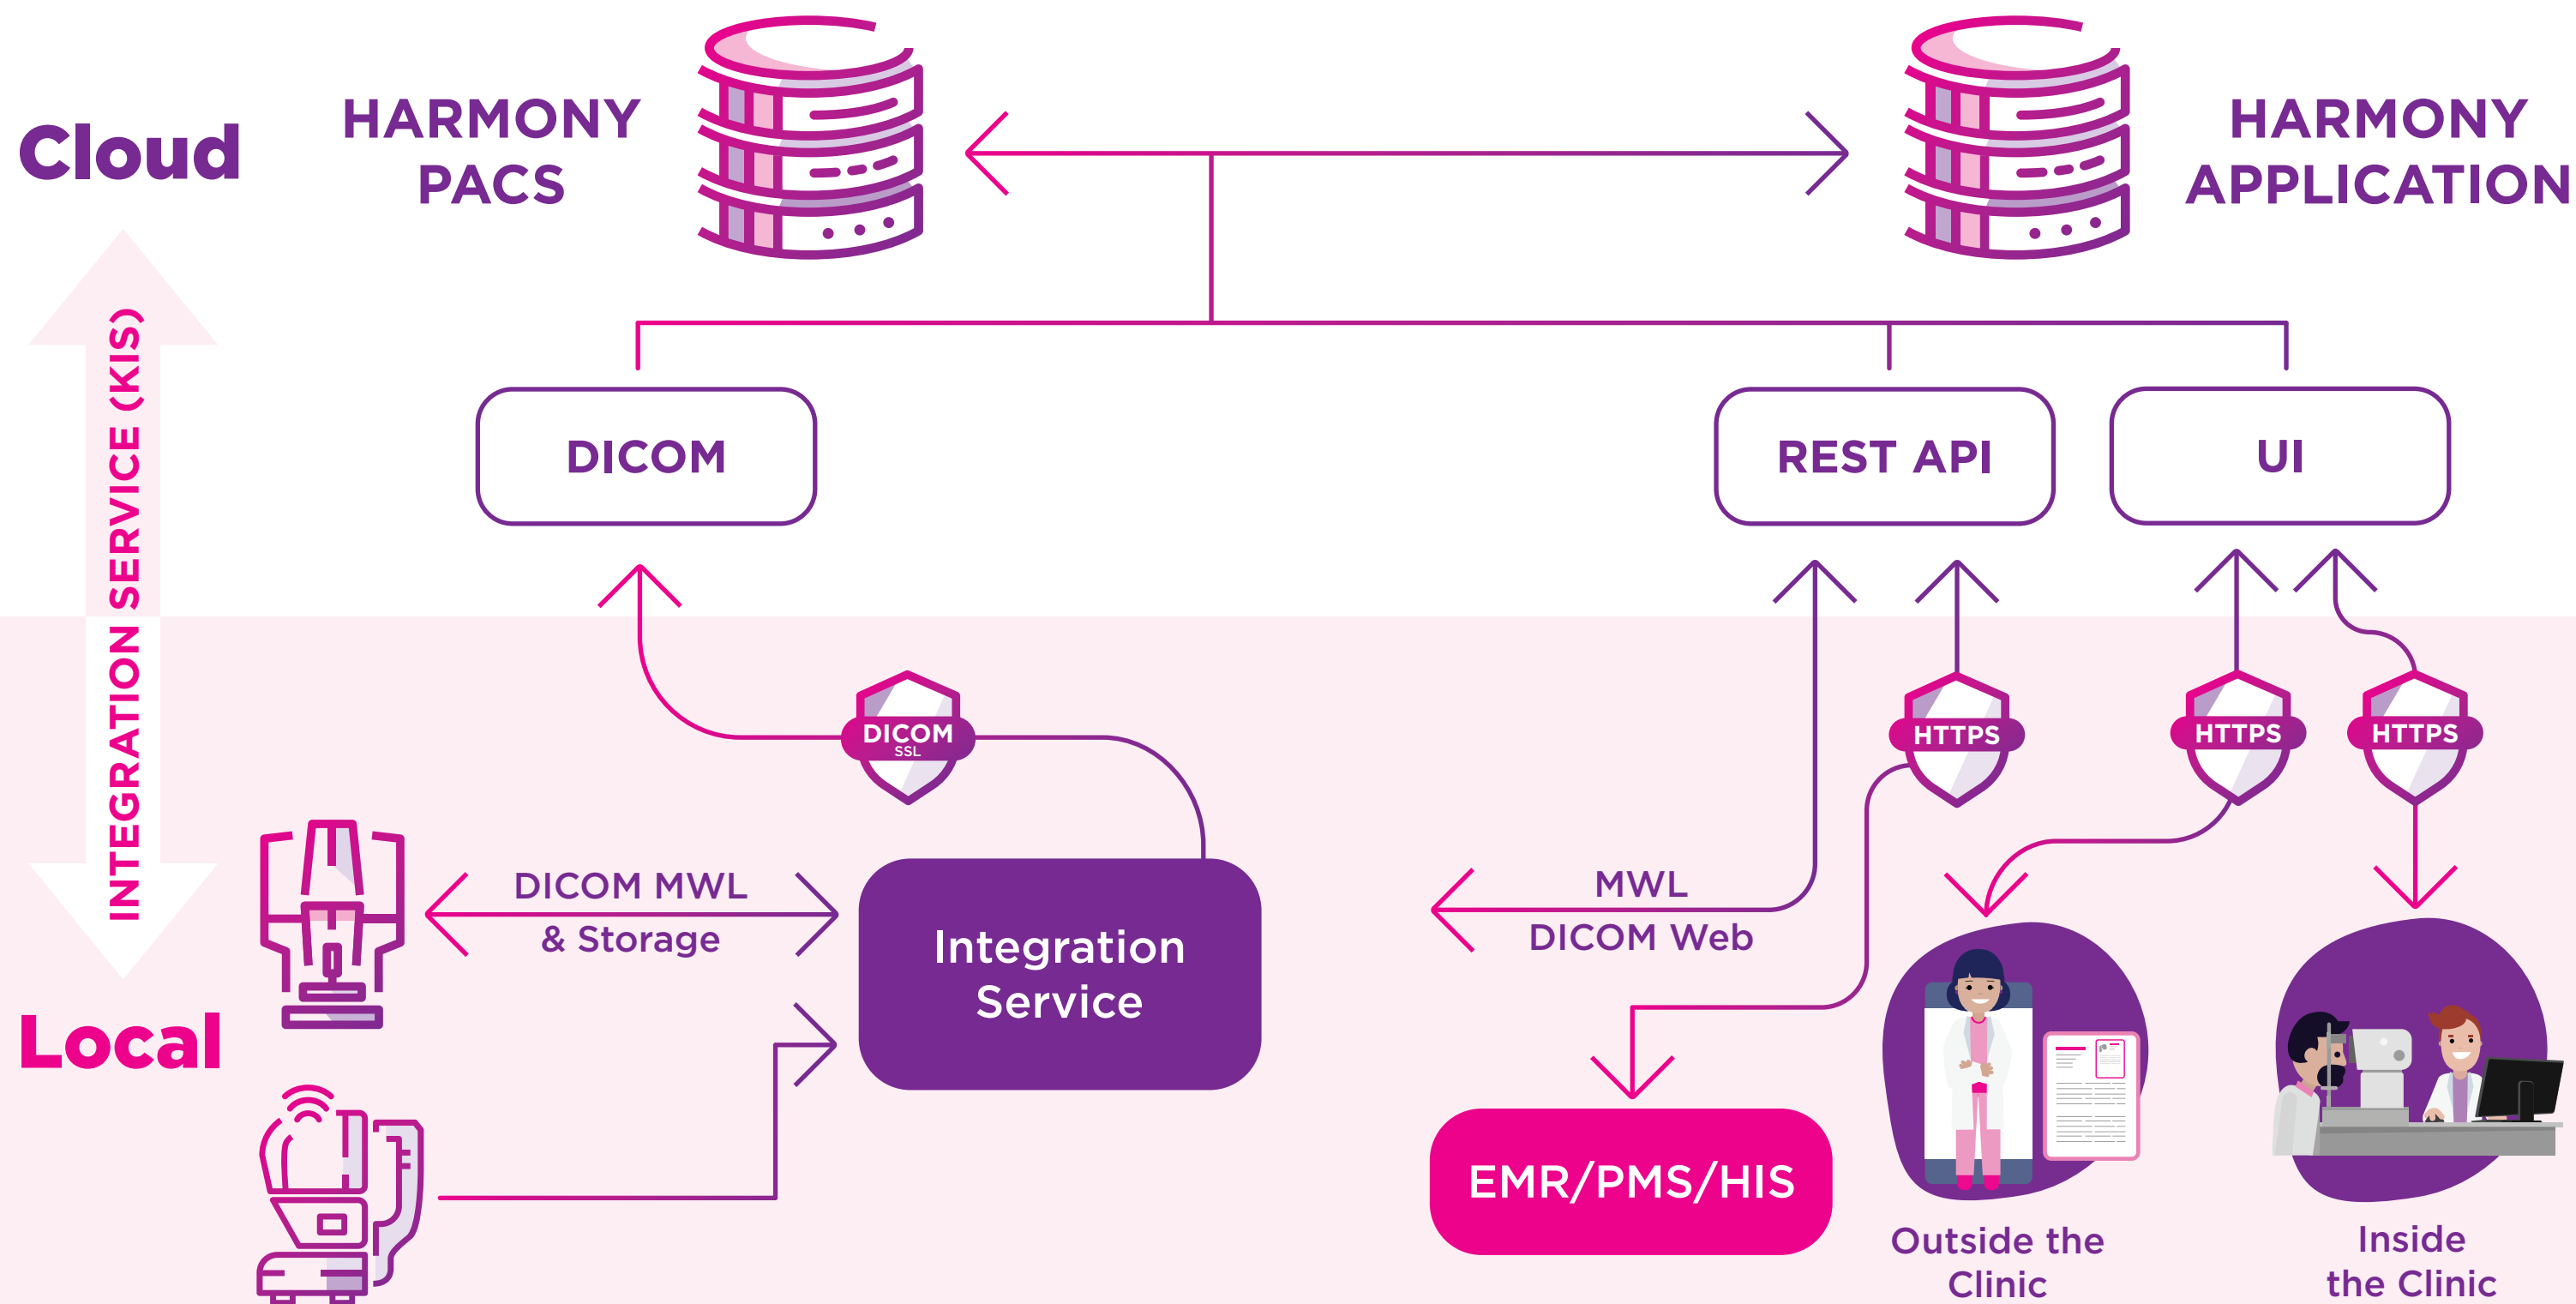 Cloud
HARMONY
PACS
HARMONY
APPLICATION
INTEGRATION SERVICE (KIS)
DICOM
REST API
UI
DICOM
SSL
HTTPS
HTTPS
HTTPS
DICOM MWL
& Storage
Integration
Service
MWL
DICOM Web
Local
EMR/PMS/HIS
Outside the
Clinic
Inside
the Clinic